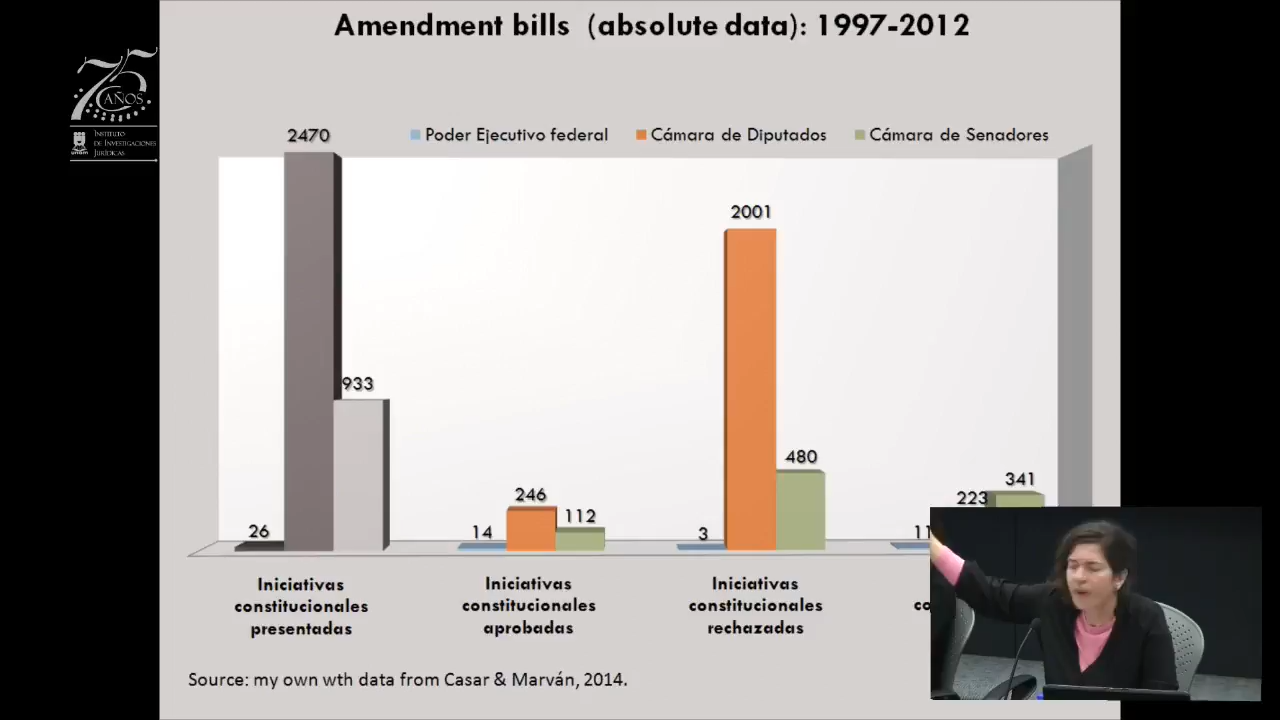 Amendment bills (absolute data): 1997-2012
75
AÑOS
INSTITUTO
DE INVESTIGACIONES
JURÍDICAS
UNAM
2470
Poder Ejecutivo federal
Cámara de Diputados
Cámara de Senadores
2001
933
480
341
246
223
112
26
14
3
11
Iniciativas
constitucionales
presentadas
Iniciativas
constitucionales
aprobadas
Iniciativas
constitucionales
rechazadas
Source: my own wth data from Casar & Marván, 2014.